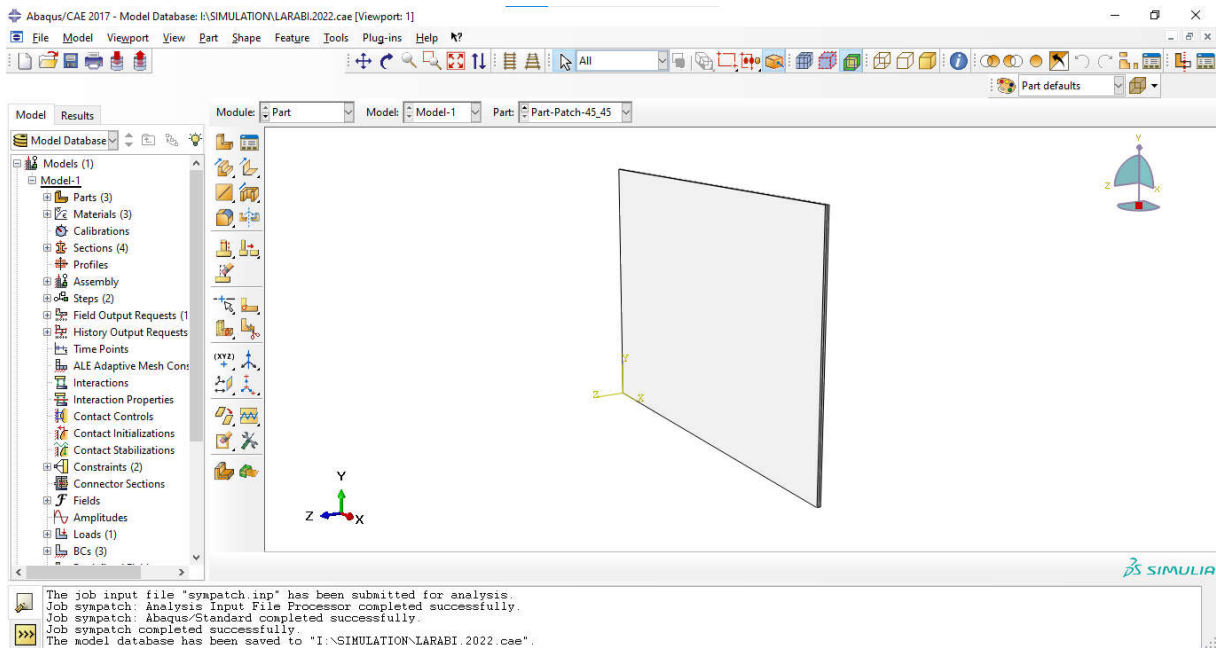 Abaqus/CAE 2017 - Model Database: I:\SIMULATION\LARABI.2022.cae [Viewport: 1]
File Model Viewport View Part Shape Feature Tools Plug-ins Help
All
Part defaults
Model Results
Module: Part Model: Model-1 Part: Part-Patch-45_45
Model Database
Models (1)
Model-1
Parts (3)
Materials (3)
Calibrations
Sections (4)
Profiles
Assembly
Steps (2)
Field Output Requests (1
History Output Requests
Time Points
ALE Adaptive Mesh Cons
Interactions
Interaction Properties
Contact Controls
Contact Initializations
Contact Stabilizations
Constraints (2)
Connector Sections
Fields
Amplitudes
Loads (1)
BCs (3)
(XYZ)
Y
Z
X
Y
Z
X
Y
Z
X
SIMULIA
The job input file "sympatch.inp" has been submitted for analysis.
Job sympatch: Analysis Input File Processor completed successfully.
Job sympatch: Abaqus/Standard completed successfully.
Job sympatch completed successfully.
The model database has been saved to "I:\SIMULATION\LARABI.2022.cae".